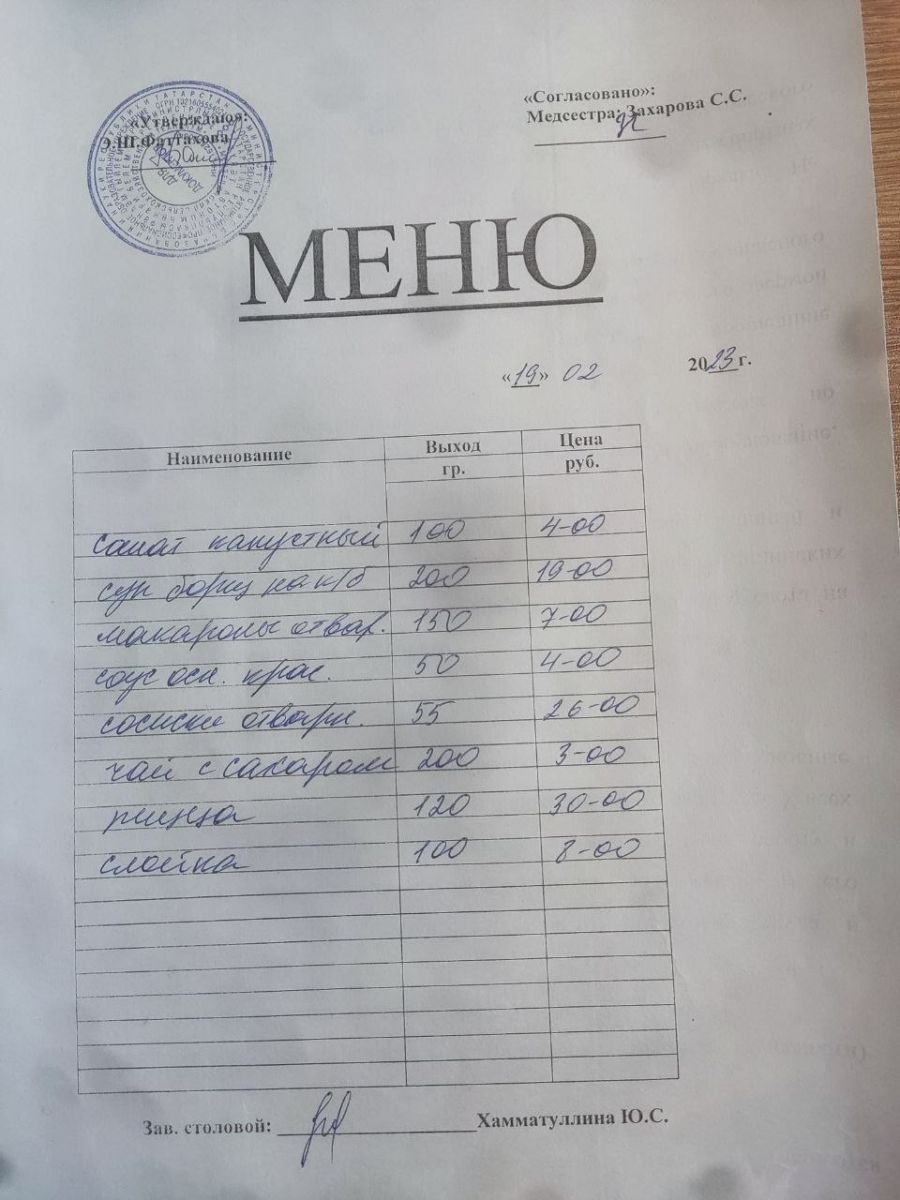 «Утверждаю»:
Э.Ш.Фаттахова
«Согласовано»:
Медсестра: Захарова С.С.
МЕНЮ
«19» 02 2023 г.
Наименование Выход гр. Цена руб.
салат капустный 100 4-00
суп борщ на к/б 200 19-00
макароны отвар. 150 7-00
соус осн. крас. 50 4-00
сосиски отварн. 55 26-00
чай с сахаром 200 3-00
пицца 120 30-00
слойка 100 8-00
Зав. столовой: Хамматуллина Ю.С.